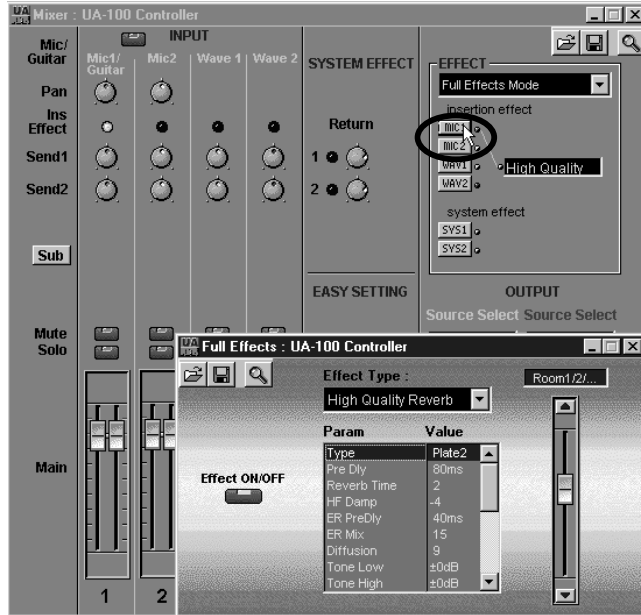 UA Mixer : UA-100 Controller
Mic/
Guitar
INPUT
Mic1/
Guitar
Mic2
Wave 1
Wave 2
Pan
Ins
Effect
Send1
Send2
Sub
Mute
Solo
Main
1
2
SYSTEM EFFECT
Return
1
2
EASY SETTING
EFFECT
Full Effects Mode
insertion effect
MIC1
MIC2
WAV1
WAV2
High Quality
system effect
SYS1
SYS2
OUTPUT
Source Select Source Select
UA Full Effects : UA-100 Controller
Effect Type :
High Quality Reverb
Room1/2/...
Effect ON/OFF
Param Value
Type Plate2
Pre Dly 80ms
Reverb Time 2
HF Damp -4
ER PreDly 40ms
ER Mix 15
Diffusion 9
Tone Low ±0dB
Tone High ±0dB